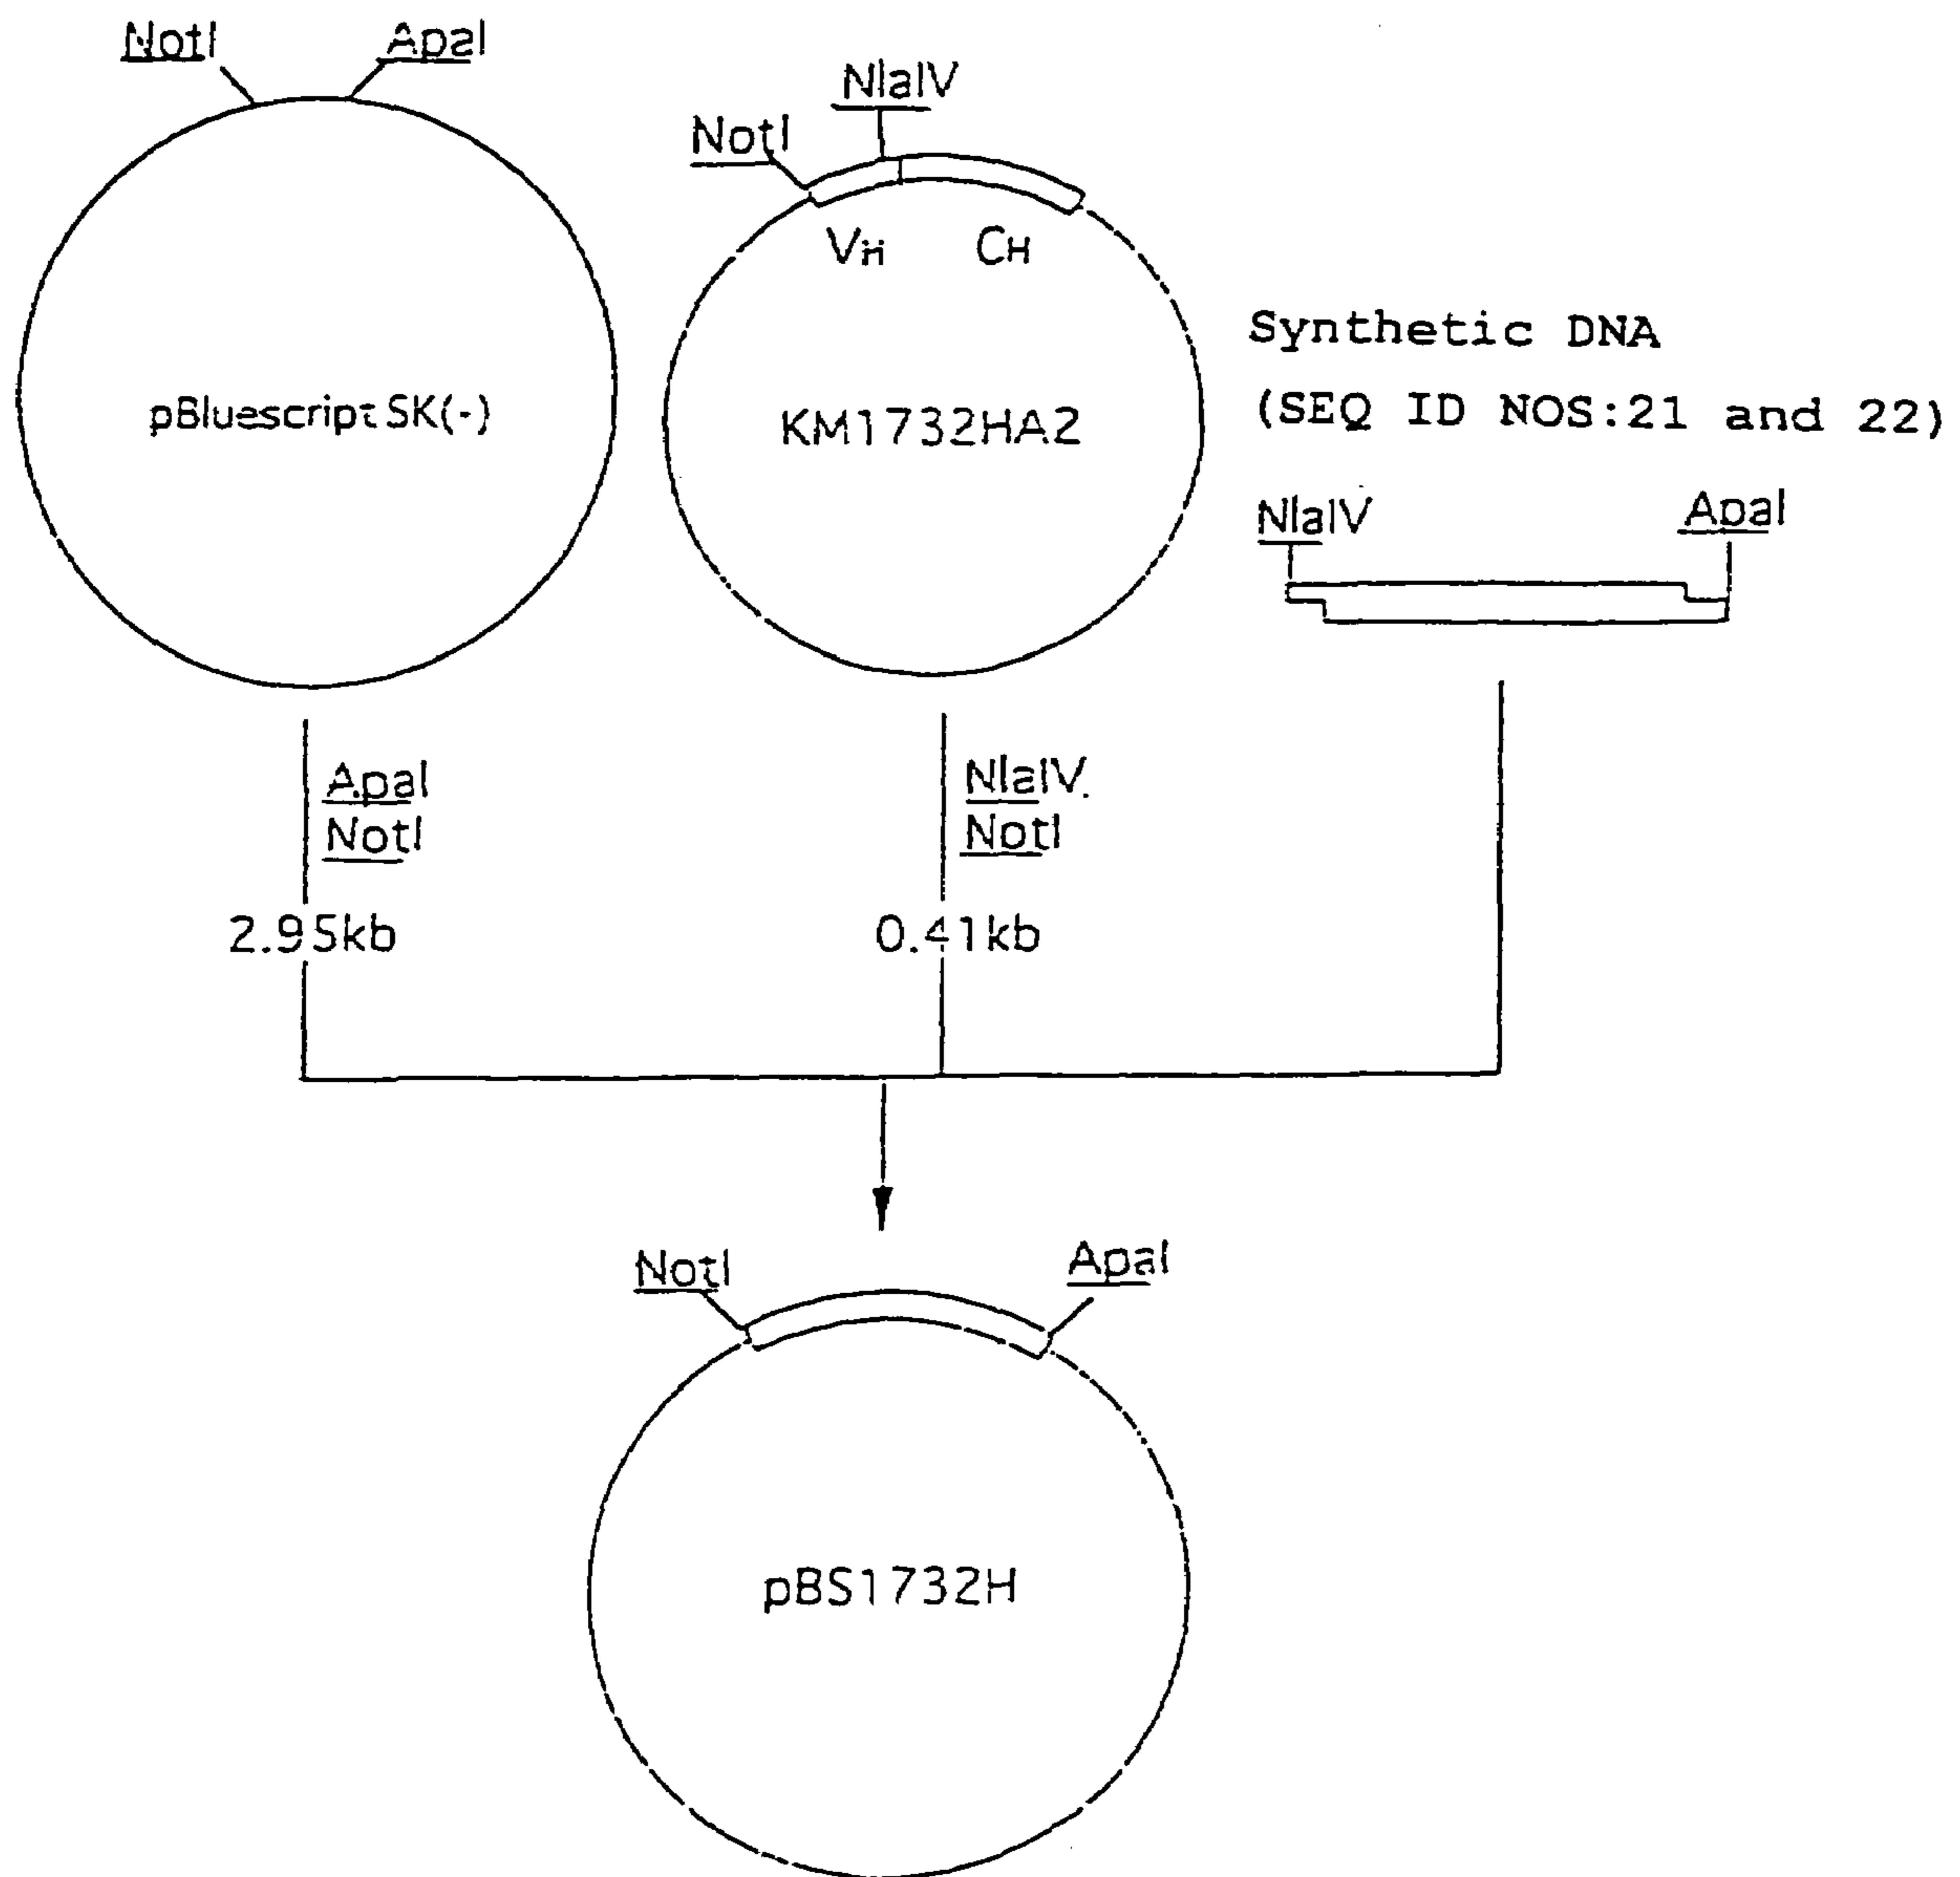 NotI
ApaI
NlaIV
NotI
VH
CH
pBluescript SK(-)
KM1732HA2
Synthetic DNA
(SEQ ID NOS:21 and 22)
NlaIV
ApaI
ApaI
NotI
NlaIV
NotI
2.95kb
0.41kb
NotI
ApaI
pBS1732H